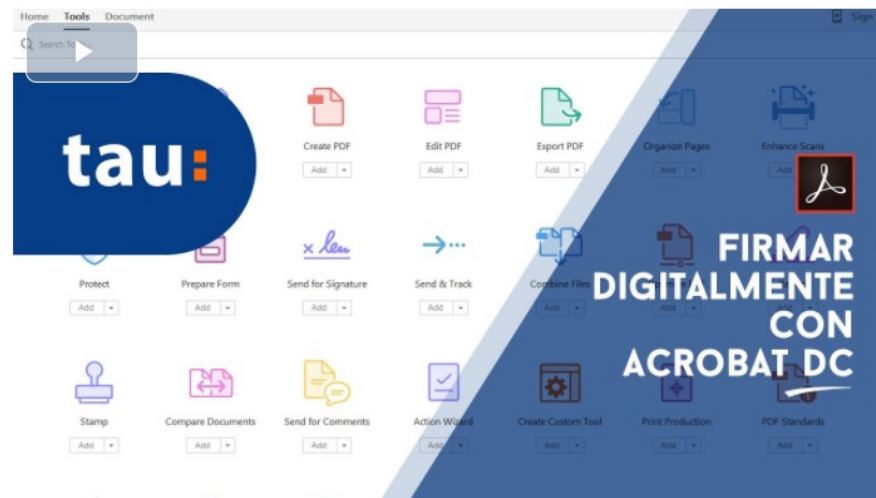 Home Tools Document
Sign
Search To
tau:
Create PDF
Edit PDF
Export PDF
Organize Pages
Enhance Scans
Add
Add
Add
Add
Add
FIRMAR
DIGITALMENTE
CON
ACROBAT DC
Protect
Prepare Form
Send for Signature
Send & Track
Combine Files
Add
Add
Add
Add
Add
Stamp
Compare Documents
Send for Comments
Action Wizard
Create Custom Tool
Print Production
PDF Standards
Add
Add
Add
Add
Add
Add
Add